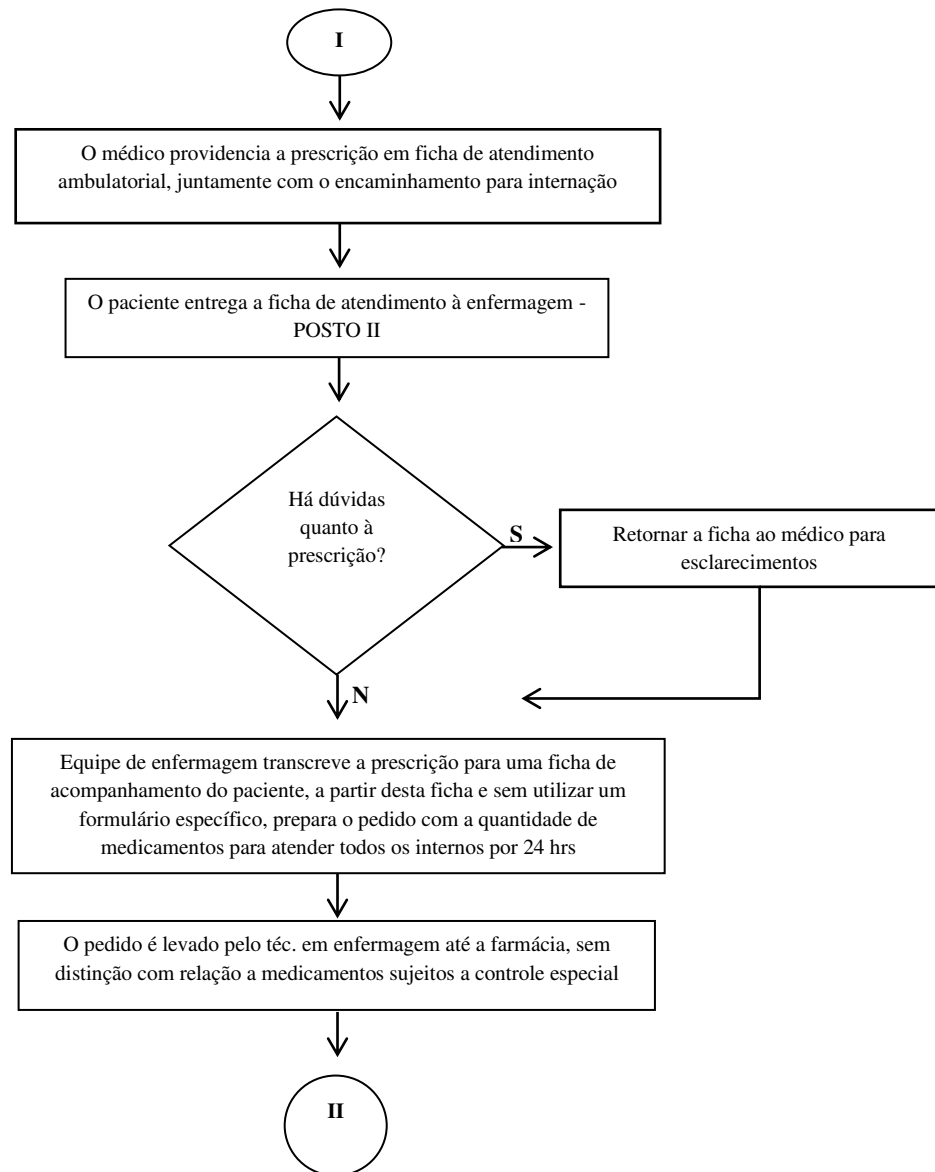 I
O médico providencia a prescrição em ficha de atendimento
ambulatorial, juntamente com o encaminhamento para internação
O paciente entrega a ficha de atendimento à enfermagem -
POSTO II
Há dúvidas
quanto à
prescrição?
S
Retornar a ficha ao médico para
esclarecimentos
N
Equipe de enfermagem transcreve a prescrição para uma ficha de
acompanhamento do paciente, a partir desta ficha e sem utilizar um
formulário específico, prepara o pedido com a quantidade de
medicamentos para atender todos os internos por 24 hrs
O pedido é levado pelo téc. em enfermagem até a farmácia, sem
distinção com relação a medicamentos sujeitos a controle especial
II